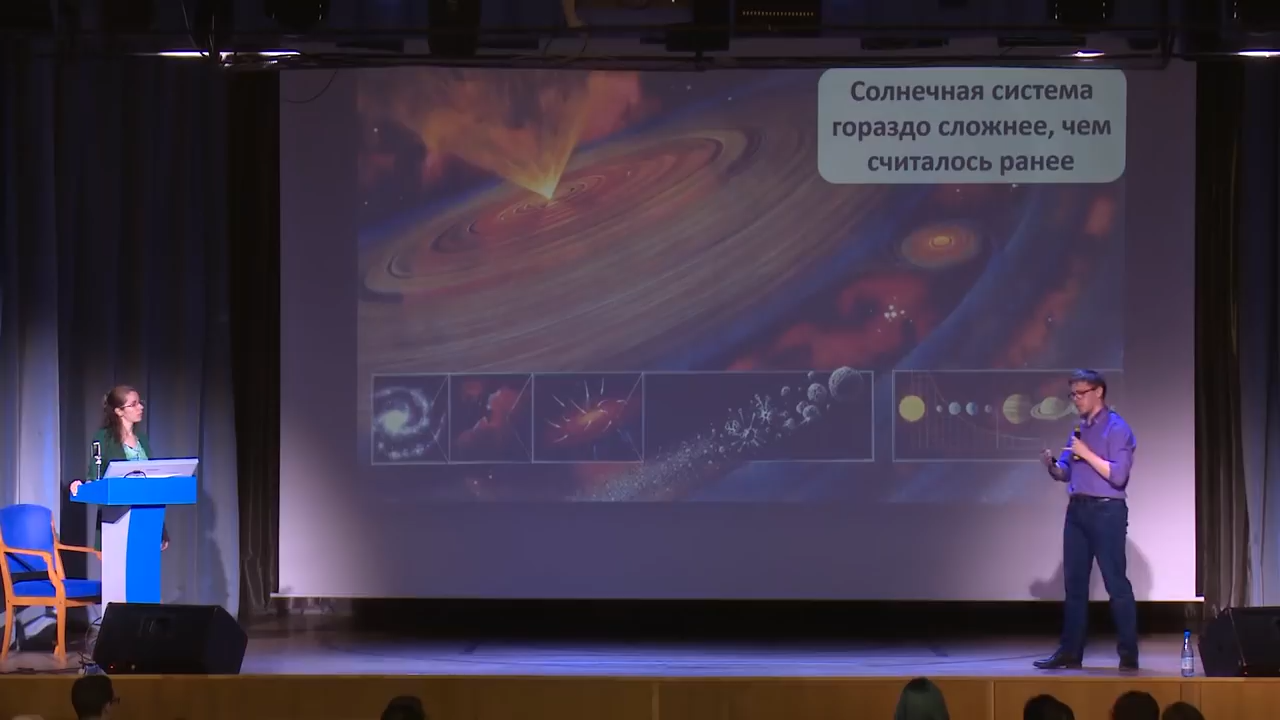 Солнечная система
гораздо сложнее, чем
считалось ранее